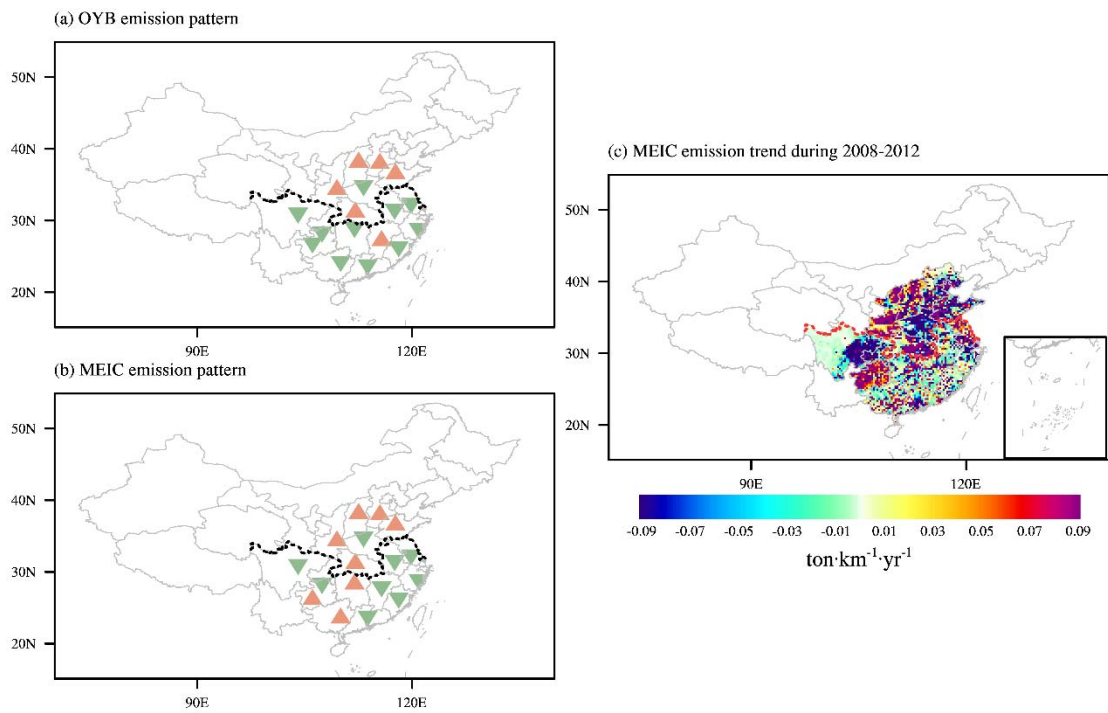 (a) OYB emission pattern
50N
40N
30N
20N
90E 120E
(b) MEIC emission pattern
50N
40N
30N
20N
90E 120E
(c) MEIC emission trend during 2008-2012
50N
40N
30N
20N
90E 120E
-0.09 -0.07 -0.05 -0.03 -0.01 0.01 0.03 0.05 0.07 0.09
ton·km⁻¹·yr⁻¹